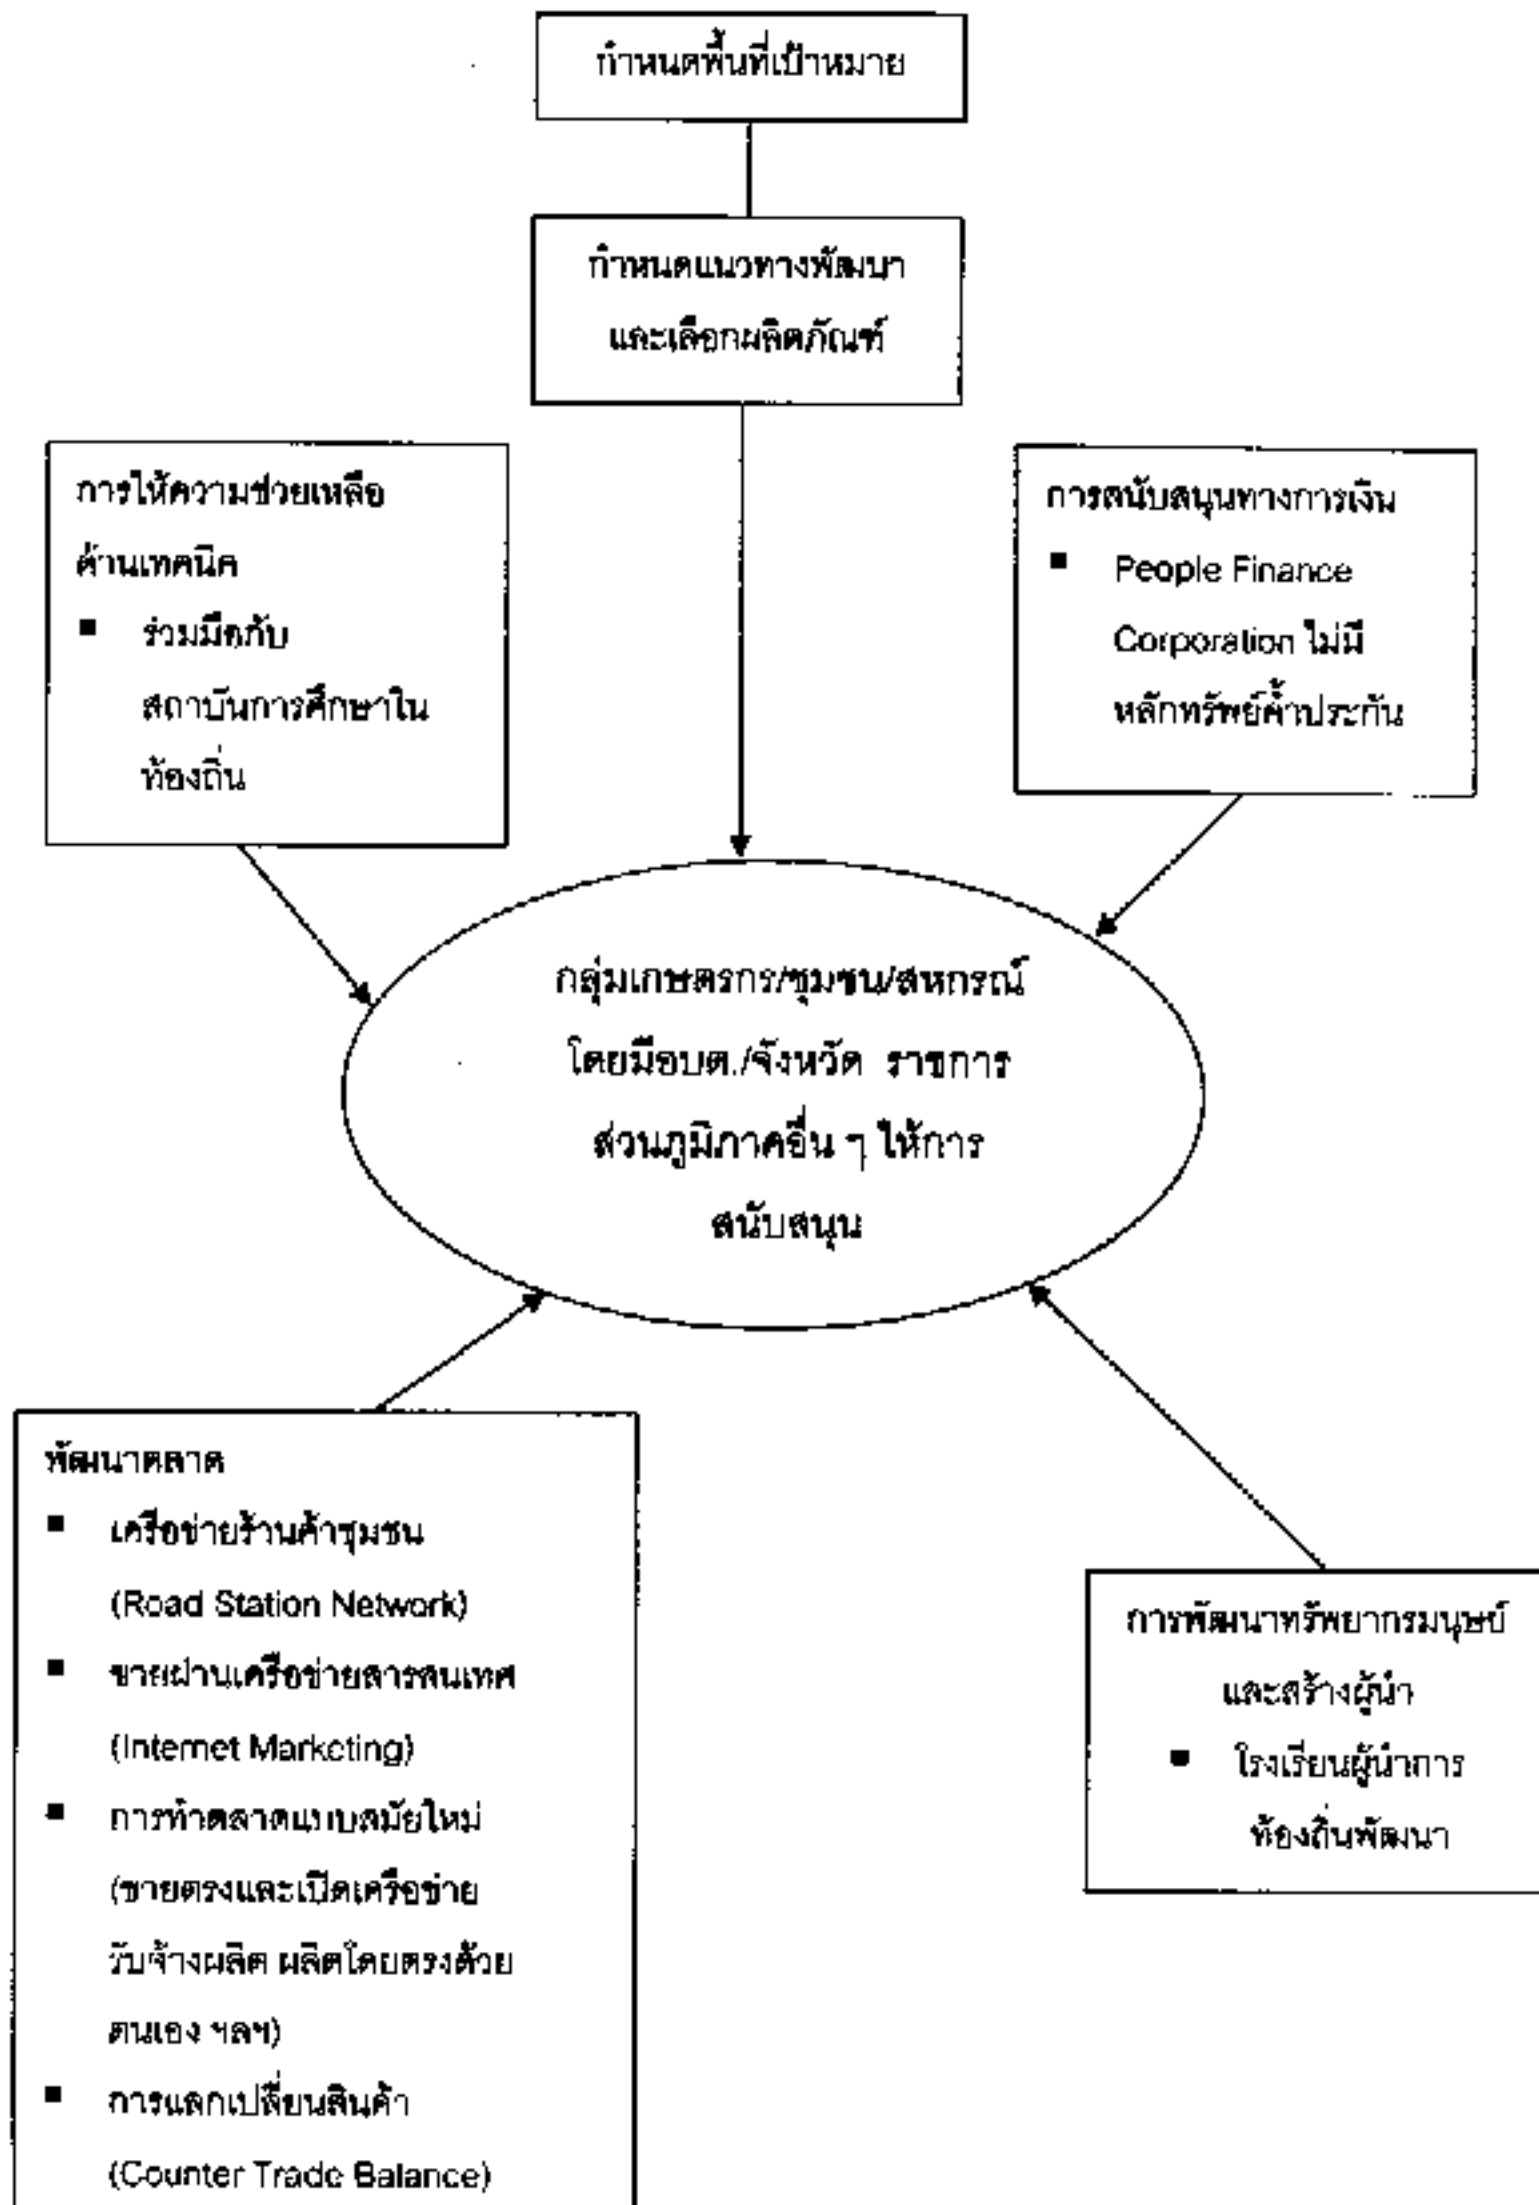 กำหนดพื้นที่เป้าหมาย
กำหนดแนวทางพัฒนา
และเลือกผลิตภัณฑ์
การให้ความช่วยเหลือ
ด้านเทคนิค
■ ร่วมมือกับ
สถาบันการศึกษาใน
ท้องถิ่น
การสนับสนุนทางการเงิน
■ People Finance
Corporation ไม่มี
หลักทรัพย์ค้ำประกัน
กลุ่มเกษตรกร/ชุมชน/สหกรณ์
โดยมีอบต./จังหวัด ราชการ
ส่วนภูมิภาคอื่น ๆ ให้การ
สนับสนุน
พัฒนาตลาด
■ เครือข่ายร้านค้าชุมชน
(Road Station Network)
■ ขายผ่านเครือข่ายสารสนเทศ
(Internet Marketing)
■ การทำตลาดแบบสมัยใหม่
(ขายตรงและเปิดเครือข่าย
รับจ้างผลิต ผลิตโดยตรงด้วย
ตนเอง ฯลฯ)
■ การแลกเปลี่ยนสินค้า
(Counter Trade Balance)
การพัฒนาทรัพยากรมนุษย์
และสร้างผู้นำ
■ โรงเรียนผู้นำการ
ท้องถิ่นพัฒนา